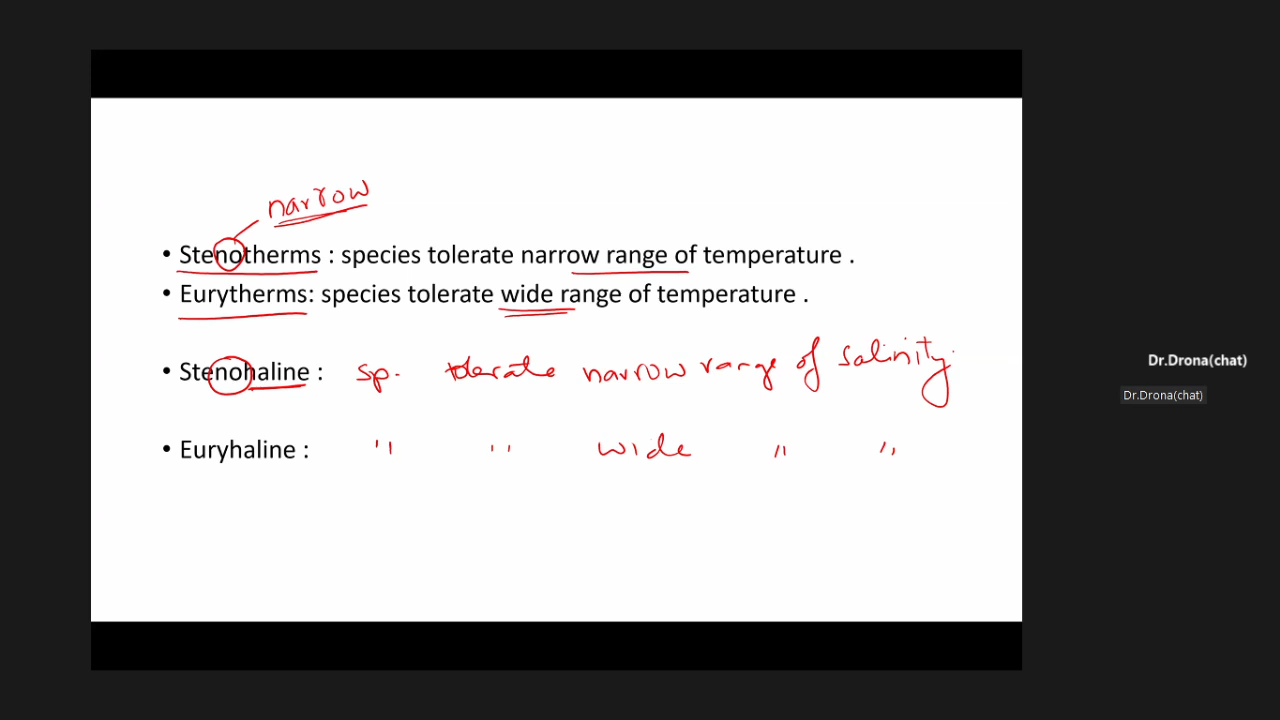 narrow
• Stenotherms : species tolerate narrow range of temperature .
• Eurytherms: species tolerate wide range of temperature .
• Stenohaline : sp. tolerate narrow range of salinity.
• Euryhaline : " " wide " "
Dr.Drona(chat)
Dr.Drona(chat)